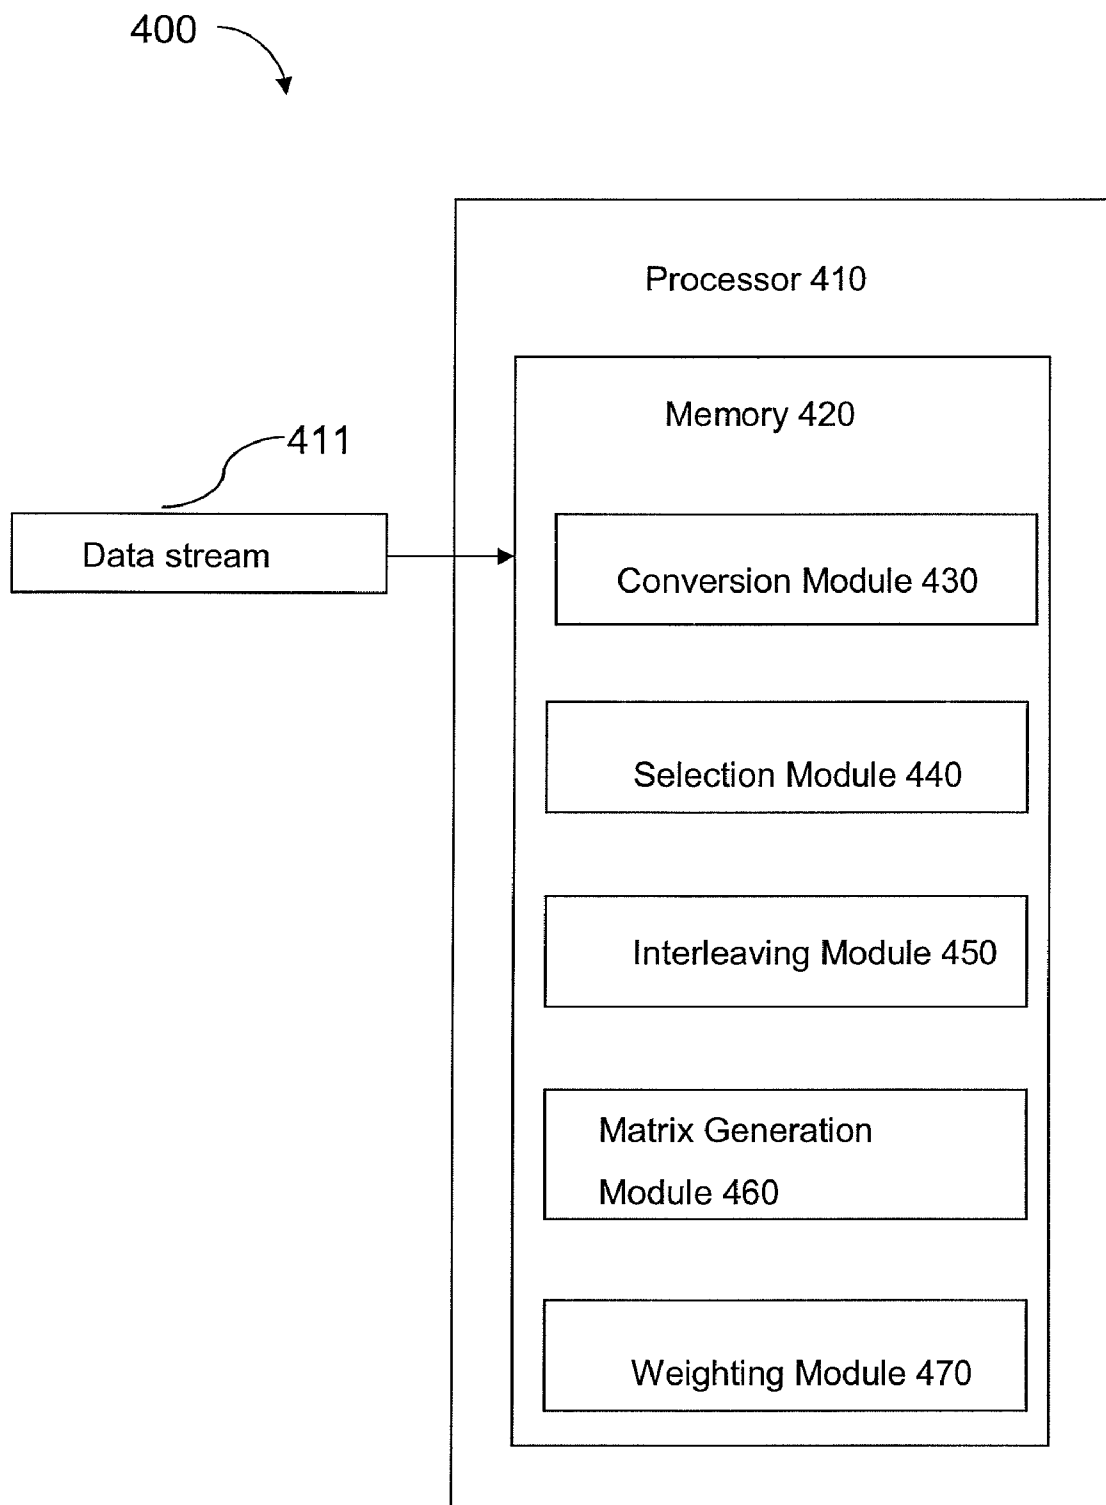 400
Processor 410
Memory 420
411
Data stream
Conversion Module 430
Selection Module 440
Interleaving Module 450
Matrix Generation
Module 460
Weighting Module 470